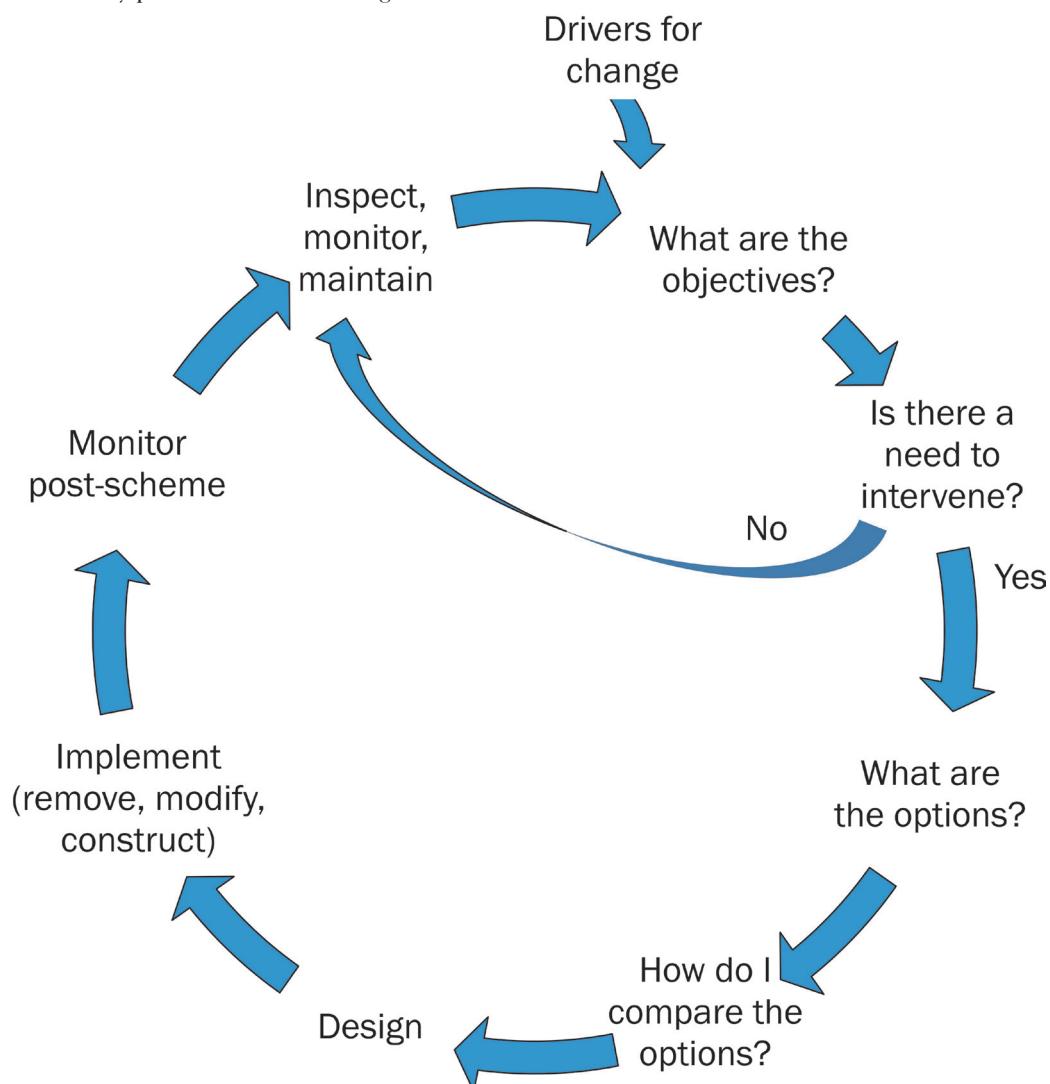 Drivers for
change
Inspect,
monitor,
maintain
What are the
objectives?
Is there a
need to
intervene?
No
Yes
Monitor
post-scheme
What are
the options?
Implement
(remove, modify,
construct)
How do I
compare the
options?
Design